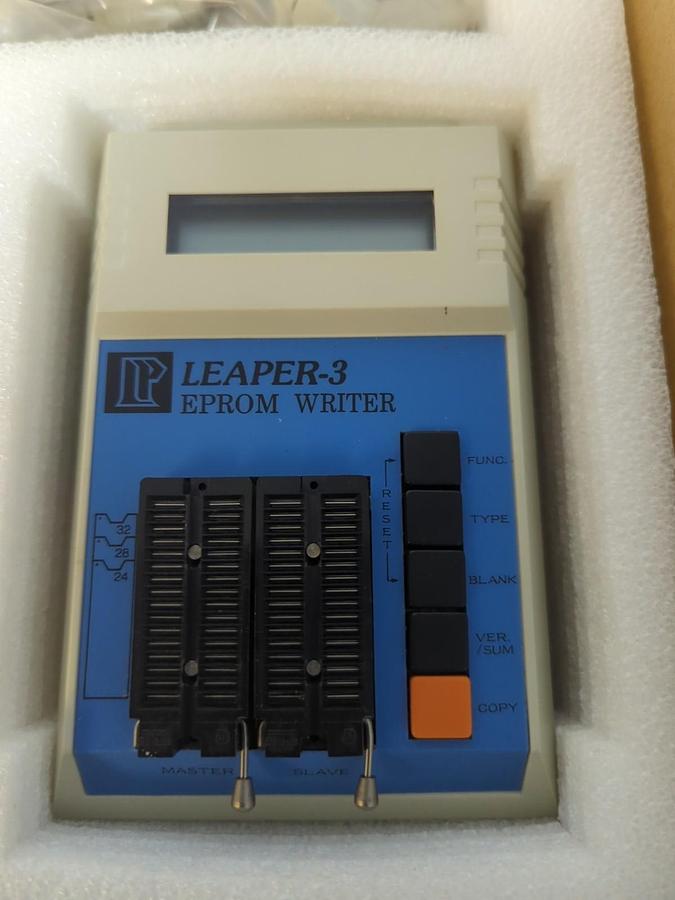 LP LEAPER-3
EPROM WRITER
FUNC.
RESET
TYPE
32
28
24
BLANK
VER.
/SUM
COPY
MASTER SLAVE